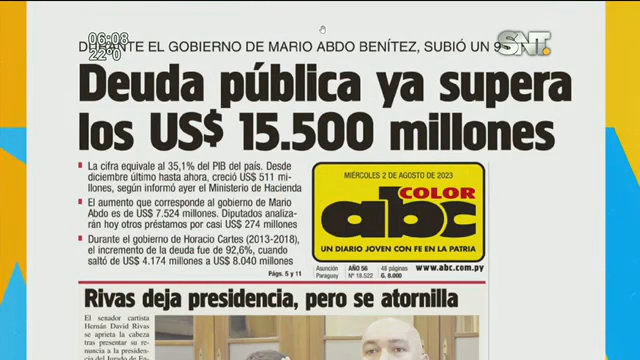 06:08
22°0
DURANTE EL GOBIERNO DE MARIO ABDO BENÍTEZ, SUBIÓ UN 9
SNT.
Deuda pública ya supera
los US$ 15.500 millones
La cifra equivale al 35,1% del PIB del país. Desde
diciembre último hasta ahora, creció US$ 511 mi-
llones, según informó ayer el Ministerio de Hacienda
El aumento que corresponde al gobierno de Mario
Abdo es de US$ 7.524 millones. Diputados analiza-
rán hoy otros préstamos por casi US$ 274 millones
Durante el gobierno de Horacio Cartes (2013-2018),
el incremento de la deuda fue de 92,6%, cuando
saltó de US$ 4.174 millones a US$ 8.040 millones
Págs. 5 y 11
MIÉRCOLES 2 DE AGOSTO DE 2023
COLOR
abc
UN DIARIO JOVEN CON FE EN LA PATRIA
Asunción
Paraguay
AÑO 56
N° 18.522
48 páginas
G. 8.000
www.abc.com.py
Rivas deja presidencia, pero se atornilla
El senador cartista
Hernán David Rivas
se aprieta la cabeza
tras presentar su re-
nuncia a la presidencia